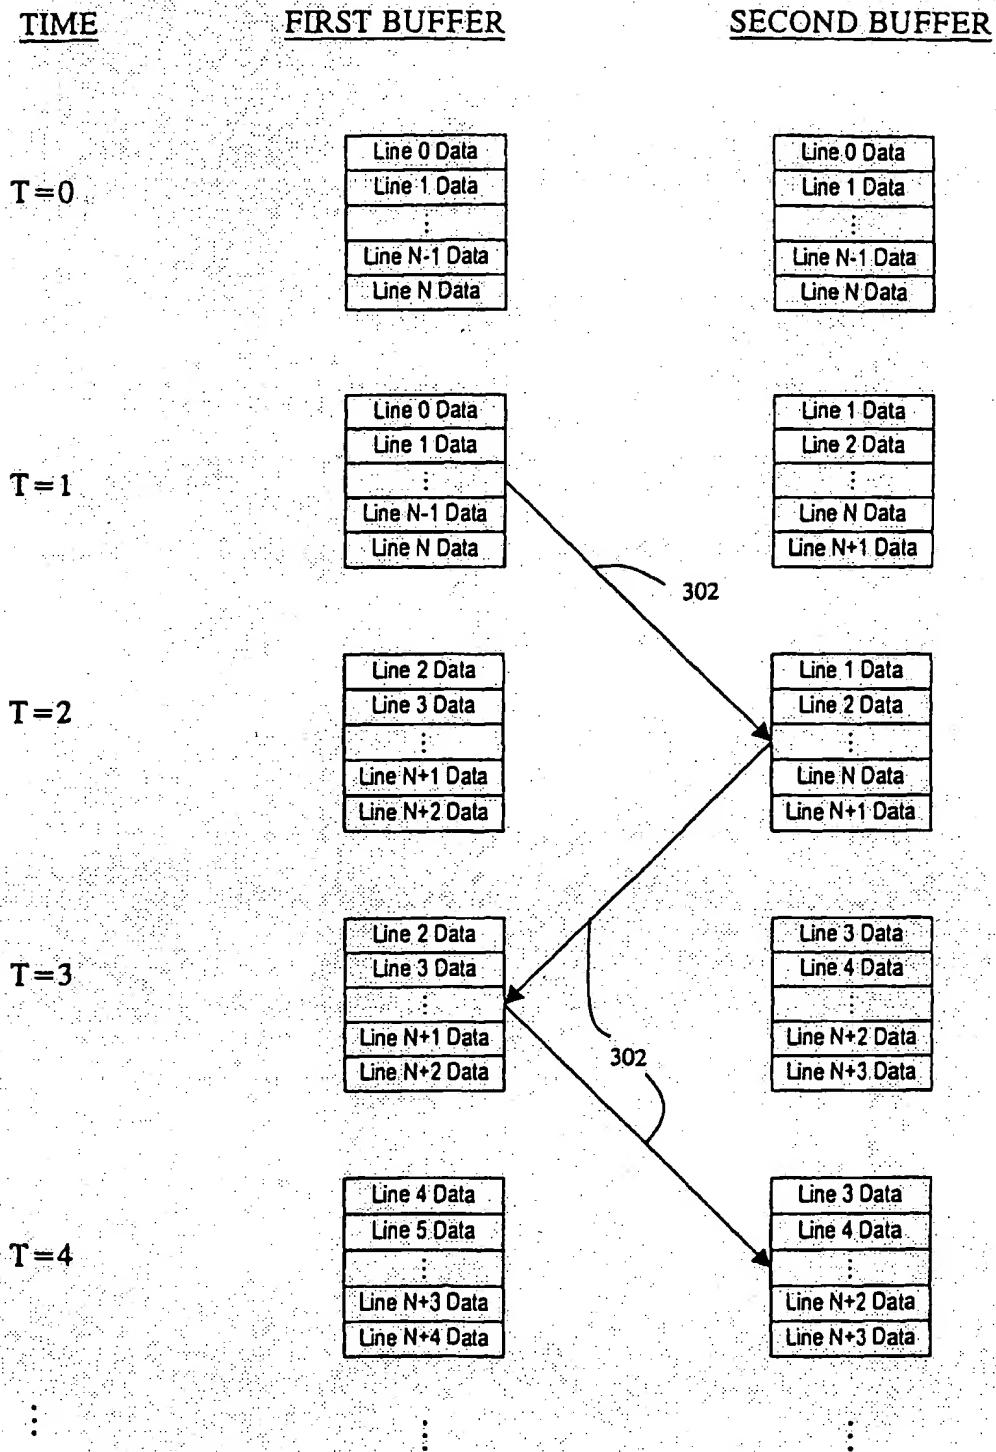 TIME FIRST BUFFER SECOND BUFFER
T=0
Line 0 Data
Line 1 Data
⋮
Line N-1 Data
Line N Data
Line 0 Data
Line 1 Data
⋮
Line N-1 Data
Line N Data
T=1
Line 0 Data
Line 1 Data
⋮
Line N-1 Data
Line N Data
Line 1 Data
Line 2 Data
⋮
Line N Data
Line N+1 Data
302
T=2
Line 2 Data
Line 3 Data
⋮
Line N+1 Data
Line N+2 Data
Line 1 Data
Line 2 Data
⋮
Line N Data
Line N+1 Data
T=3
Line 2 Data
Line 3 Data
⋮
Line N+1 Data
Line N+2 Data
302
Line 3 Data
Line 4 Data
⋮
Line N+2 Data
Line N+3 Data
T=4
Line 4 Data
Line 5 Data
⋮
Line N+3 Data
Line N+4 Data
Line 3 Data
Line 4 Data
⋮
Line N+2 Data
Line N+3 Data
⋮ ⋮ ⋮